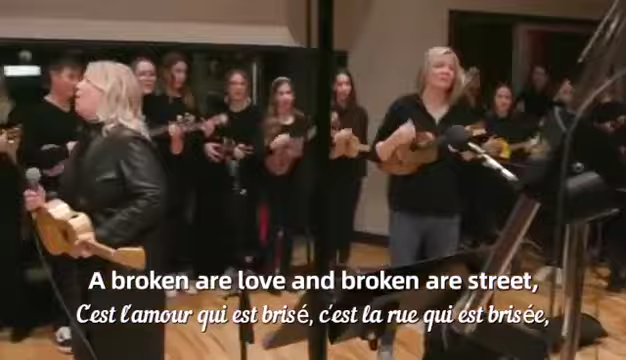 A broken are love and broken are street,
C'est l'amour qui est brisé, c'est la rue qui est brisée,